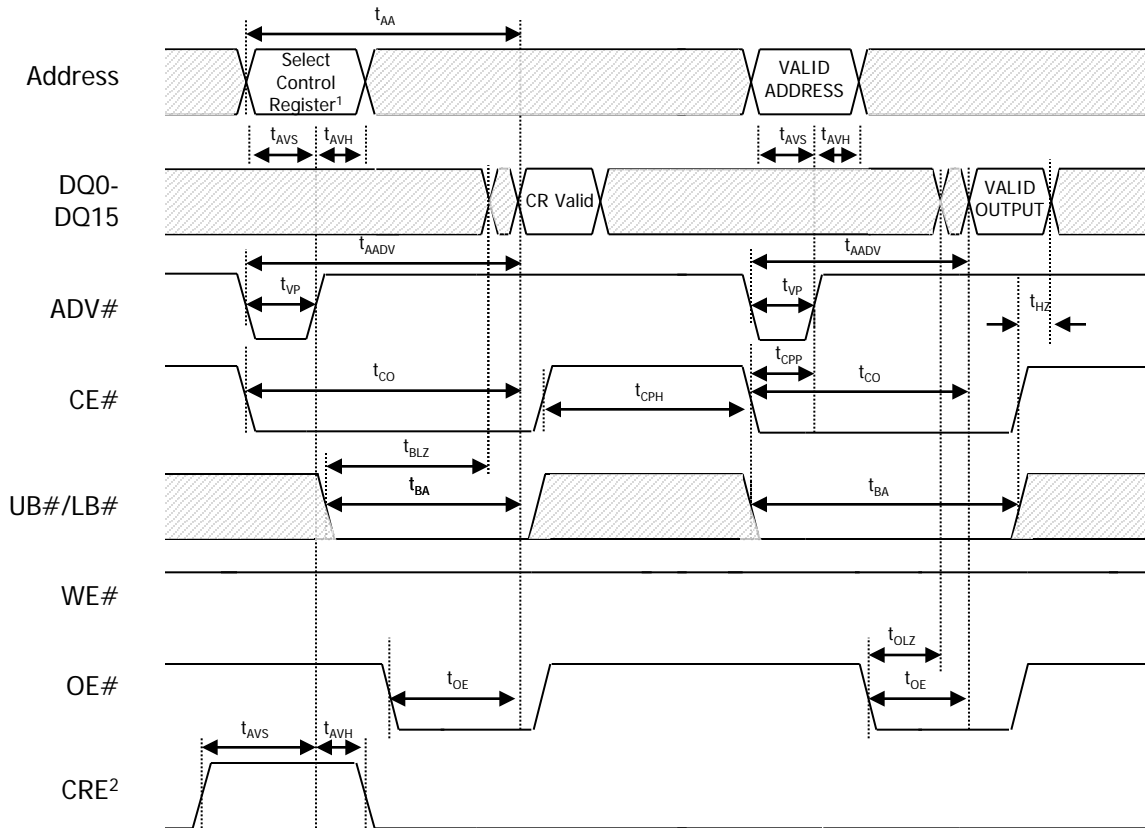 tAA
Address
Select
Control
Register1
VALID
ADDRESS
tAVS
tAVH
tAVS
tAVH
DQ0-
DQ15
CR Valid
VALID
OUTPUT
tAADV
tAADV
ADV#
tVP
tVP
tHZ
CE#
tCO
tCPH
tCPP
tCO
tBLZ
UB#/LB#
tBA
tBA
WE#
OE#
tOE
tOLZ
tOE
CRE2
tAVS
tAVH